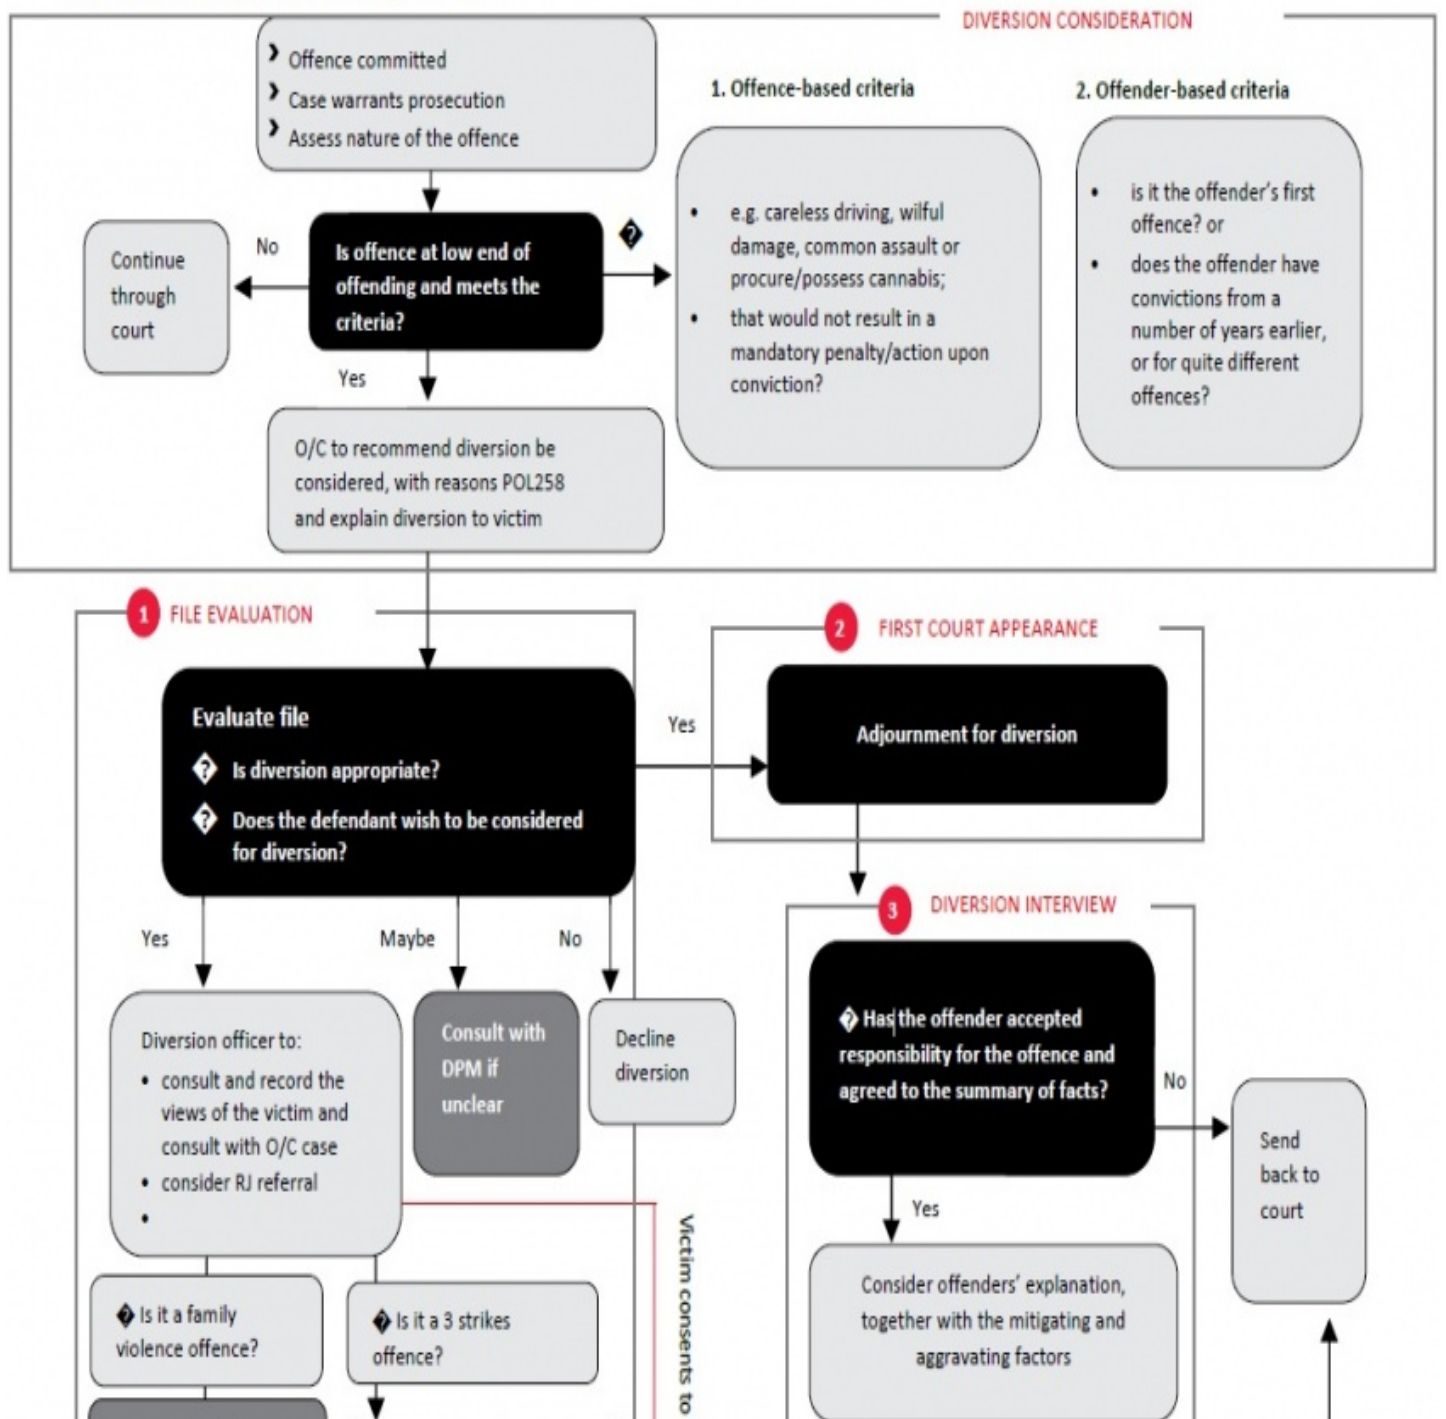 DIVERSION CONSIDERATION
Offence committed
Case warrants prosecution
Assess nature of the offence
1. Offence-based criteria
2. Offender-based criteria
• e.g. careless driving, wilful
damage, common assault or
procure/possess cannabis;
• that would not result in a
mandatory penalty/action upon
conviction?
• is it the offender's first
offence? or
• does the offender have
convictions from a
number of years earlier,
or for quite different
offences?
Is offence at low end of
offending and meets the
criteria?
�
No
Continue
through
court
Yes
O/C to recommend diversion be
considered, with reasons POL258
and explain diversion to victim
1 FILE EVALUATION
Evaluate file
� Is diversion appropriate?
� Does the defendant wish to be considered
for diversion?
Yes
2 FIRST COURT APPEARANCE
Adjournment for diversion
Yes
Maybe
No
Diversion officer to:
• consult and record the
views of the victim and
consult with O/C case
• consider RJ referral
•
Consult with
DPM if
unclear
Decline
diversion
� Is it a family
violence offence?
� Is it a 3 strikes
offence?
Victim consents to
3 DIVERSION INTERVIEW
� Has the offender accepted
responsibility for the offence and
agreed to the summary of facts?
No
Send
back to
court
Yes
Consider offenders' explanation,
together with the mitigating and
aggravating factors